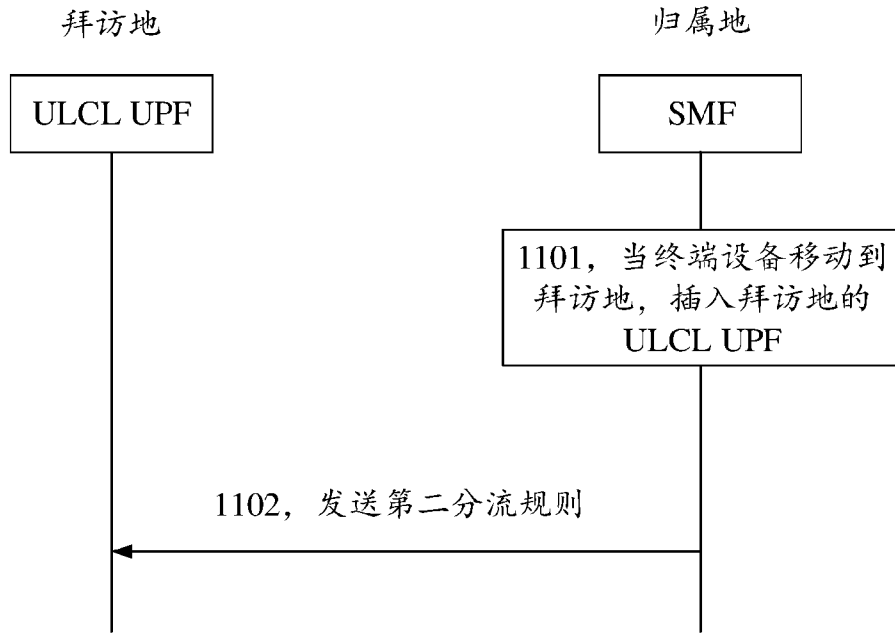 拜访地
归属地
ULCL UPF
SMF
1101，当终端设备移动到
拜访地，插入拜访地的
ULCL UPF
1102，发送第二分流规则